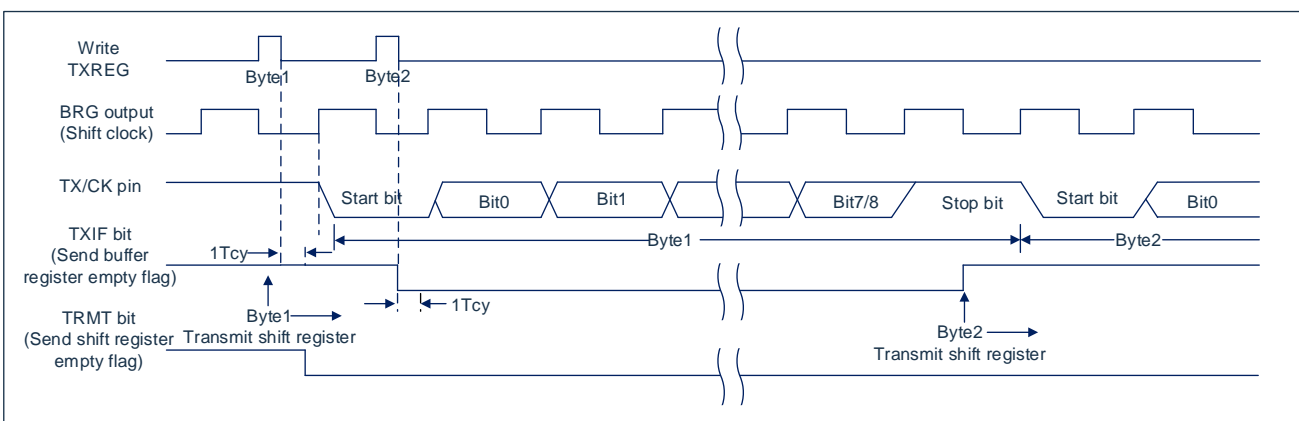 Write
TXREG
Byte1
Byte2
BRG output
(Shift clock)
TX/CK pin
Start bit
Bit0
Bit1
Bit7/8
Stop bit
Start bit
Bit0
TXIF bit
(Send buffer
register empty flag)
1Tcy
Byte1
Byte2
1Tcy
Byte1
Transmit shift register
Byte2
Transmit shift register
TRMT bit
(Send shift register
empty flag)